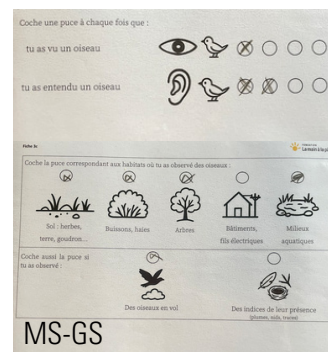 Coche une puce à chaque fois que :
tu as vu un oiseau
tu as entendu un oiseau
Fiche 3c
Coche la puce correspondant aux habitats où tu as observé des oiseaux :
Sol : herbes,
terre, goudron...
Buissons, haies
Arbres
Bâtiments,
fils électriques
Milieux
aquatiques
Coche aussi la puce si
tu as observé :
Des oiseaux en vol
Des indices de leur présence
(plumes, nids, traces)
MS-GS